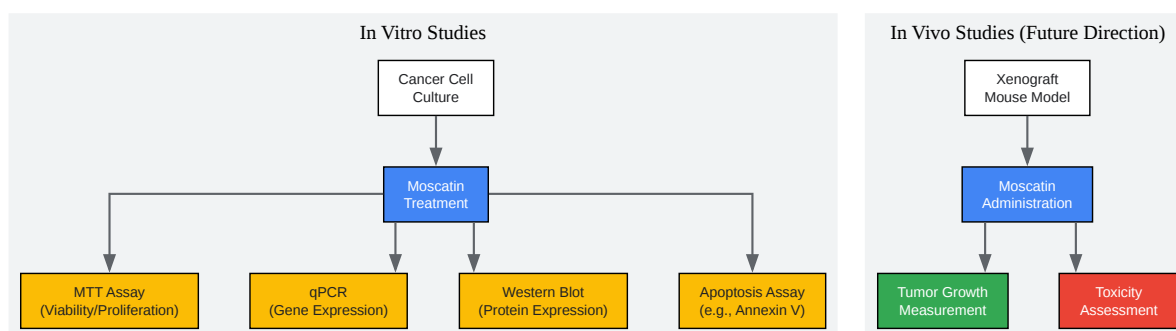 In Vitro Studies
Cancer Cell
Culture
Moscatin
Treatment
MTT Assay
(Viability/Proliferation)
qPCR
(Gene Expression)
Western Blot
(Protein Expression)
Apoptosis Assay
(e.g., Annexin V)
In Vivo Studies (Future Direction)
Xenograft
Mouse Model
Moscatin
Administration
Tumor Growth
Measurement
Toxicity
Assessment